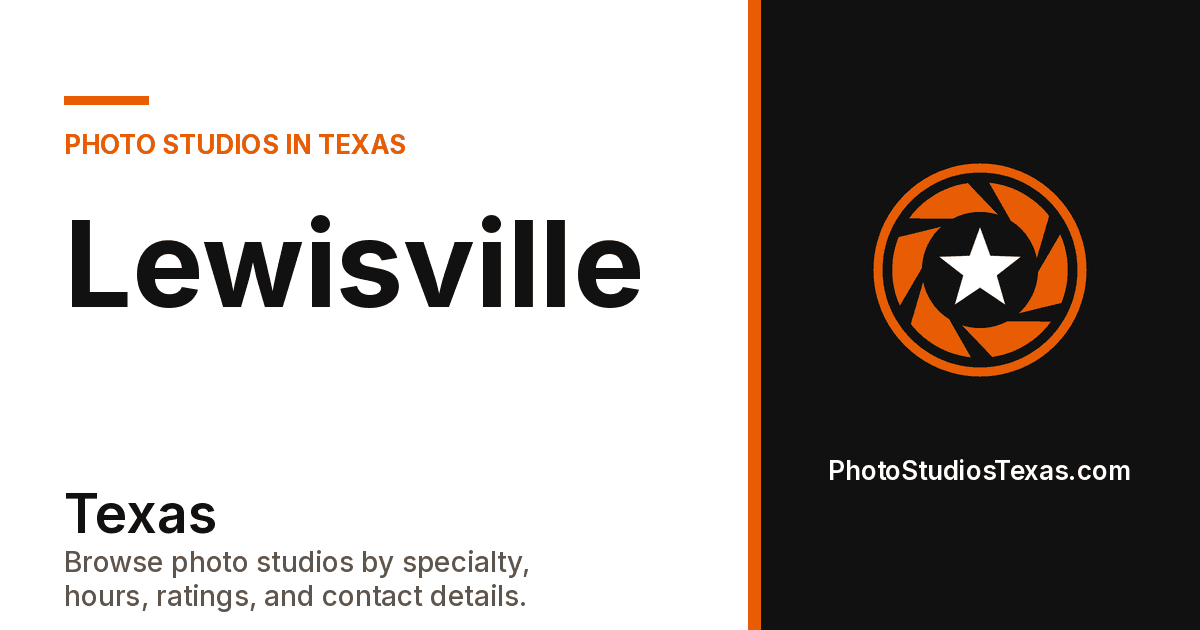 PHOTO STUDIOS IN TEXAS
Lewisville
Texas
Browse photo studios by specialty,
hours, ratings, and contact details.
PhotoStudiosTexas.com